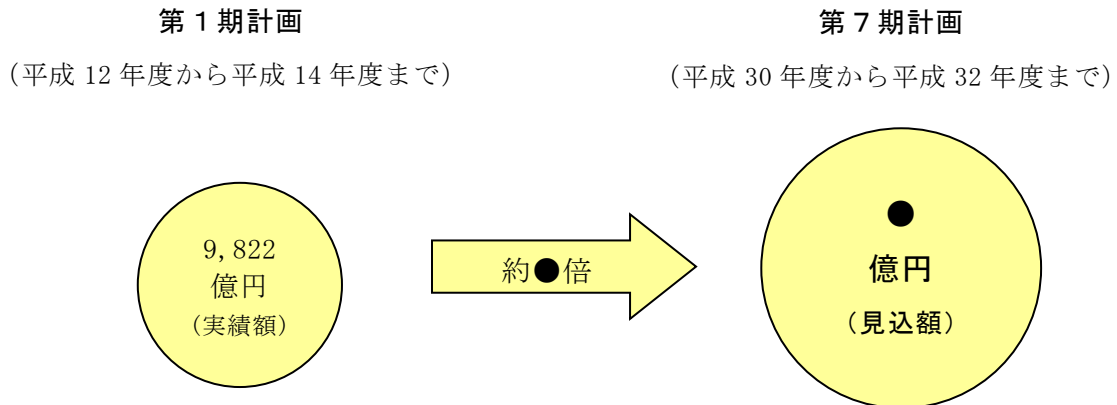 第1期計画
(平成 12 年度から平成 14 年度まで)
9,822
億円
(実績額)
約●倍
第7期計画
(平成 30 年度から平成 32 年度まで)
●
億円
(見込額)